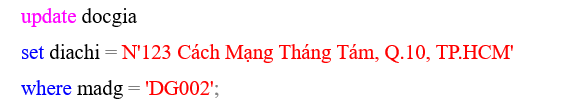 update docgia
set diachi = N'123 Cách Mạng Tháng Tám, Q.10, TP.HCM'
where madg = 'DG002';